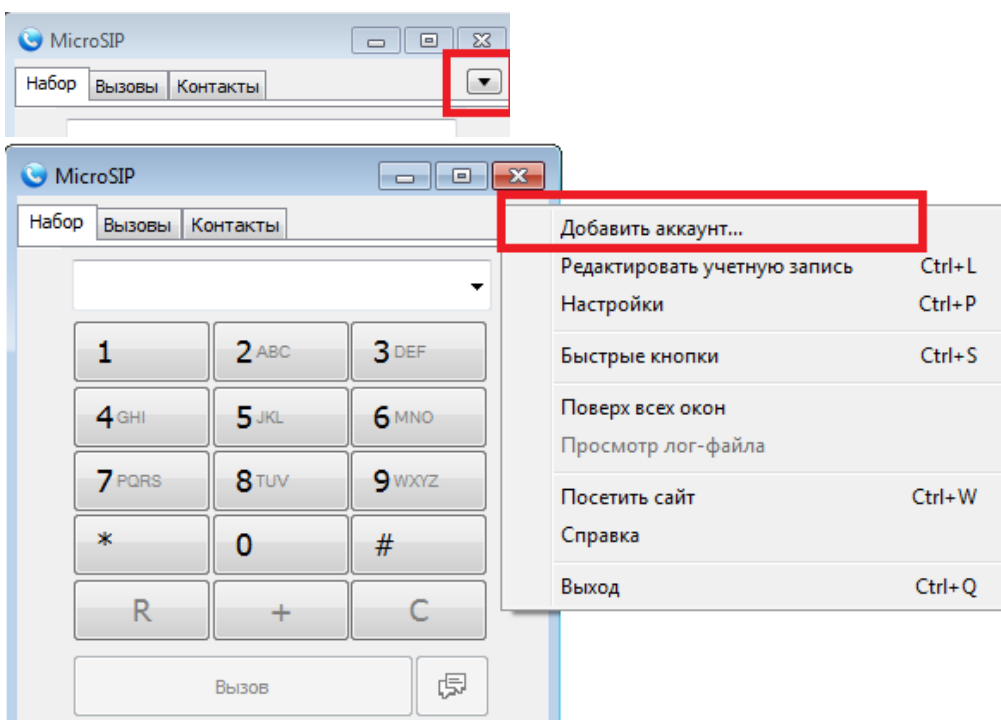 MicroSIP
Набор Вызовы Контакты
MicroSIP
Набор Вызовы Контакты
Добавить аккаунт...
Редактировать учетную запись Ctrl+L
Настройки Ctrl+P
Быстрые кнопки Ctrl+S
Поверх всех окон
Просмотр лог-файла
Посетить сайт Ctrl+W
Справка
Выход Ctrl+Q
1 2 ABC 3 DEF
4 GHI 5 JKL 6 MNO
7 PQRS 8 TUV 9 WXYZ
* 0 #
R + C
Вызов